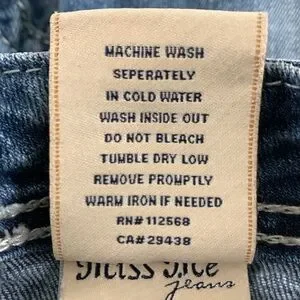 MACHINE WASH
SEPERATELY
IN COLD WATER
WASH INSIDE OUT
DO NOT BLEACH
TUMBLE DRY LOW
REMOVE PROMPTLY
WARM IRON IF NEEDED
RN# 112568
CA# 29438
jeans